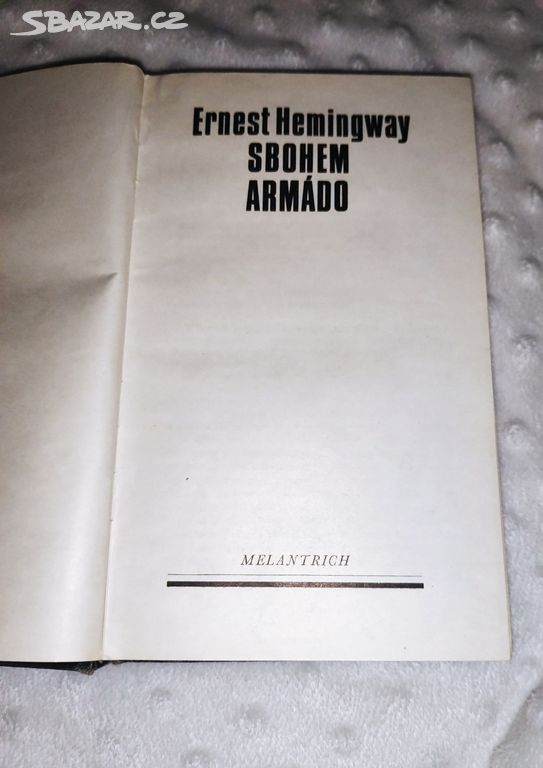 SBAZAR.CZ
Ernest Hemingway
SBOHEM
ARMÁDO
MELANTRICH